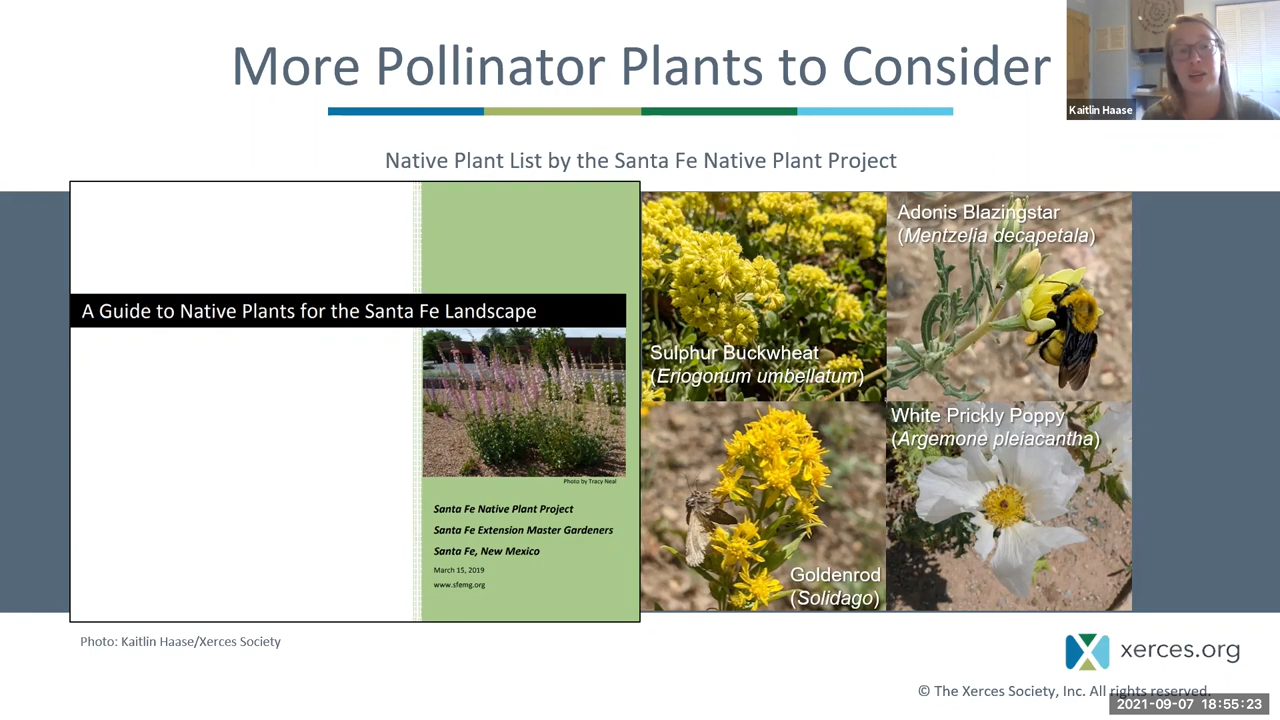 More Pollinator Plants to Consider
Kaitlin Haase
Native Plant List by the Santa Fe Native Plant Project
A Guide to Native Plants for the Santa Fe Landscape
Photo by Tracy Neal
Santa Fe Native Plant Project
Santa Fe Extension Master Gardeners
Santa Fe, New Mexico
March 15, 2019
www.sfemg.org
Sulphur Buckwheat
(Eriogonum umbellatum)
Adonis Blazingstar
(Mentzelia decapetala)
Goldenrod
(Solidago)
White Prickly Poppy
(Argemone pleiacantha)
Photo: Kaitlin Haase/Xerces Society
xerces.org
© The Xerces Society, Inc. All rights reserved.
2021-09-07 18:55:23